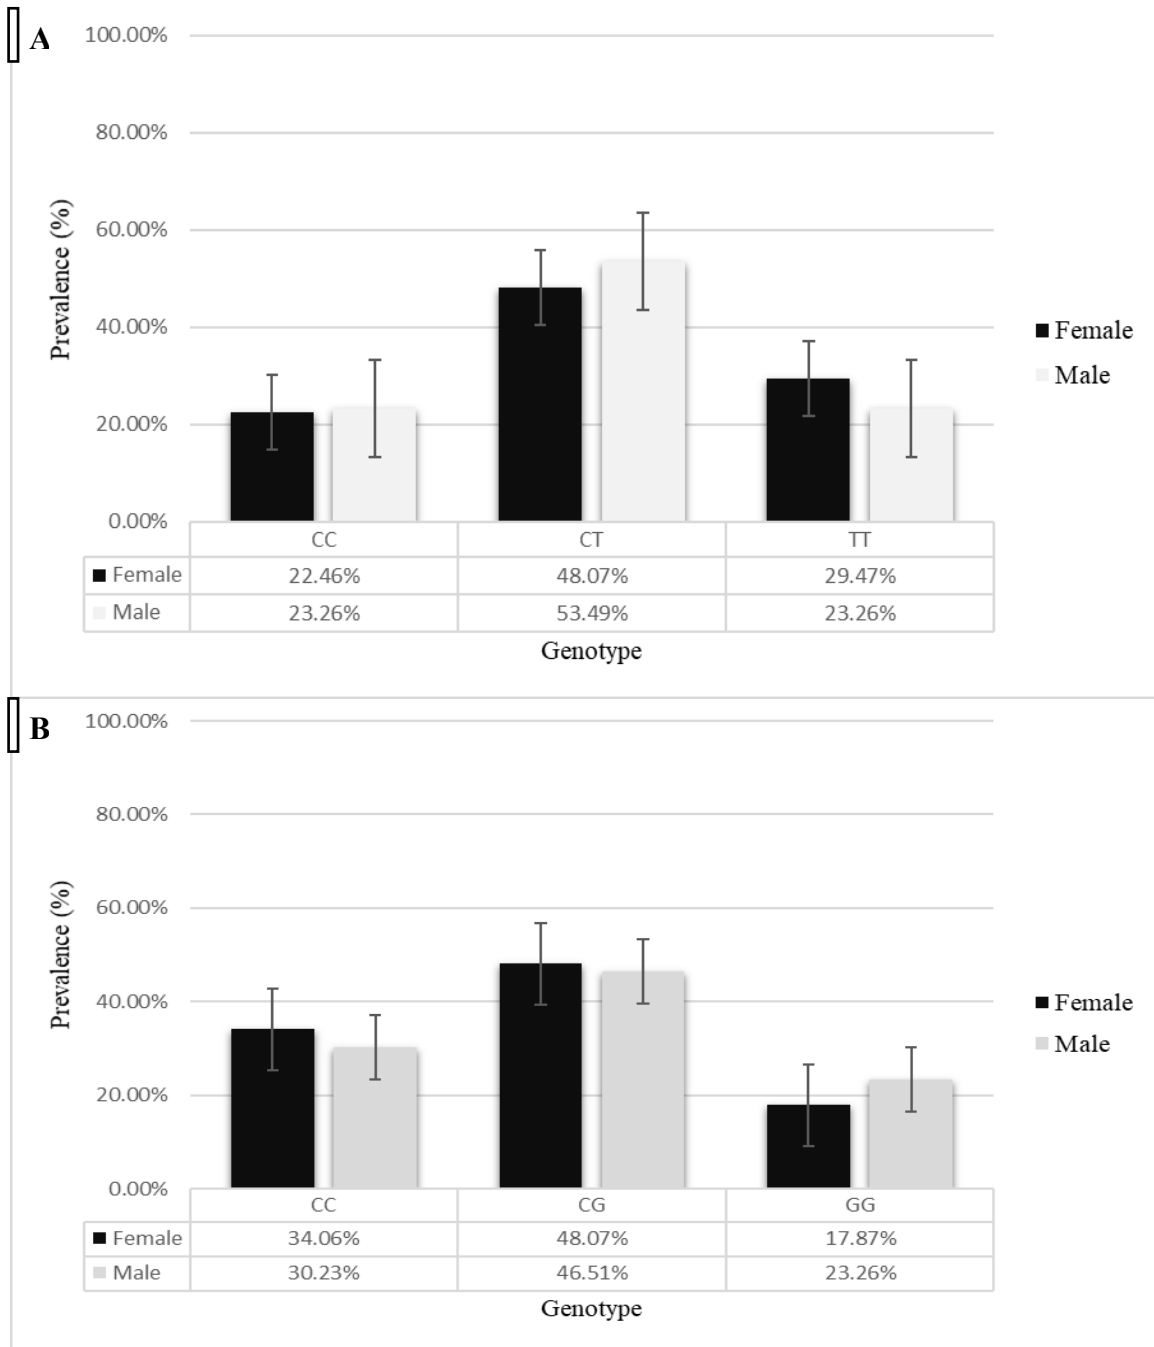 A
100.00%
80.00%
60.00%
40.00%
20.00%
0.00%
Prevalence (%)
Female
Male
CC CT TT
Female 22.46% 48.07% 29.47%
Male 23.26% 53.49% 23.26%
Genotype
B
100.00%
80.00%
60.00%
40.00%
20.00%
0.00%
Prevalence (%)
Female
Male
CC CG GG
Female 34.06% 48.07% 17.87%
Male 30.23% 46.51% 23.26%
Genotype